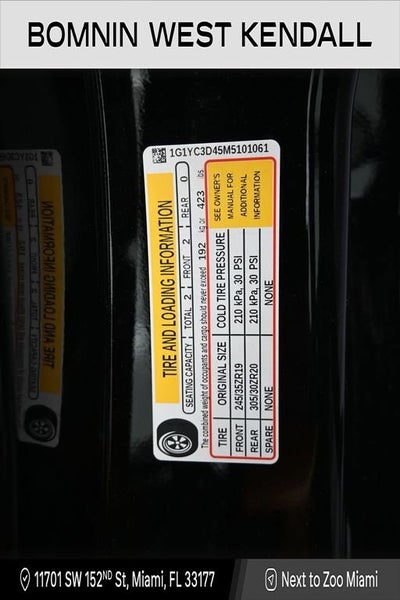 BOMNIN WEST KENDALL
1G1YC3D45M5101061
TIRE AND LOADING INFORMATION
SEATING CAPACITY TOTAL 2 FRONT 2 REAR 0
The combined weight of occupants and cargo should never exceed 192 kg or 423 lbs
TIRE ORIGINAL SIZE COLD TIRE PRESSURE
FRONT 245/35ZR19 210 kPa, 30 PSI
REAR 305/30ZR20 210 kPa, 30 PSI
SPARE NONE NONE
SEE OWNER'S
MANUAL FOR
ADDITIONAL
INFORMATION
11701 SW 152ND St, Miami, FL 33177
Next to Zoo Miami